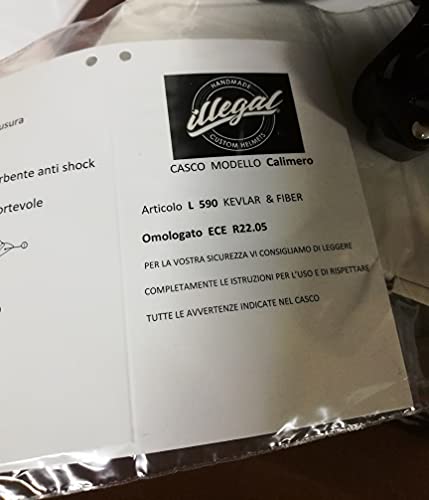 usura
rbente anti shock
ortevole
HANDMADE
illegal
CUSTOM HELMETS
CASCO MODELLO Calimero
Articolo L 590 KEVLAR & FIBER
Omologato ECE R22.05
PER LA VOSTRA SICUREZZA VI CONSIGLIAMO DI LEGGERE
COMPLETAMENTE LE ISTRUZIONI PER L'USO E DI RISPETTARE
TUTTE LE AVVERTENZE INDICATE NEL CASCO